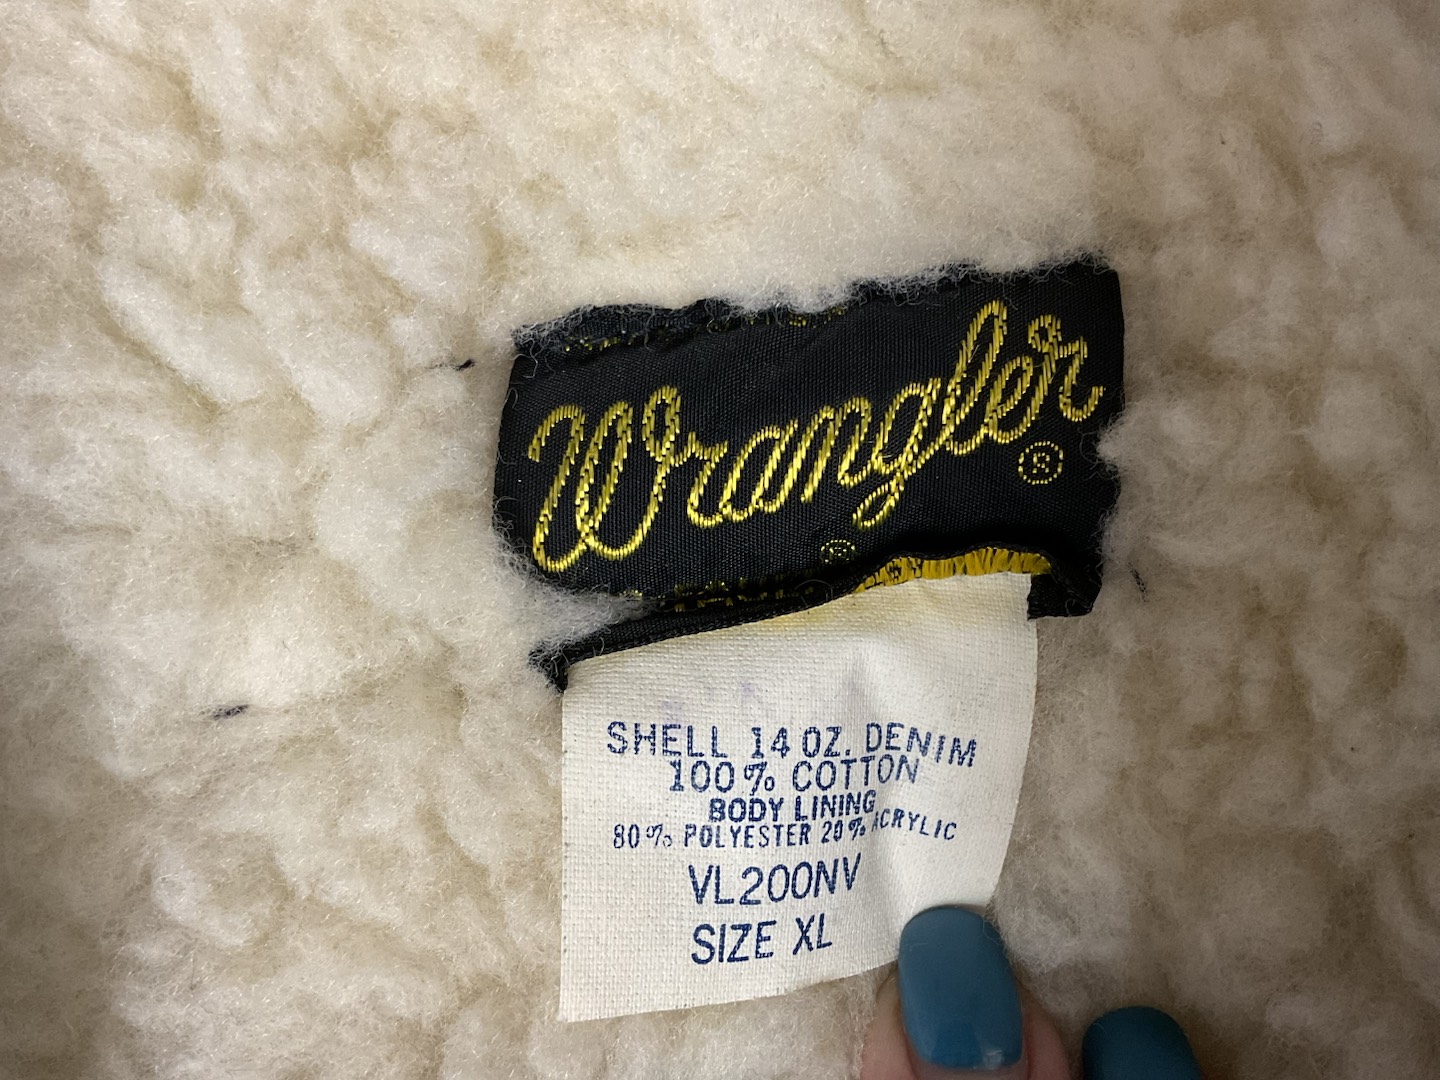 Wrangler
®
®
SHELL 14 OZ. DENIM
100% COTTON
BODY LINING
80% POLYESTER 20% ACRYLIC
VL200NV
SIZE XL